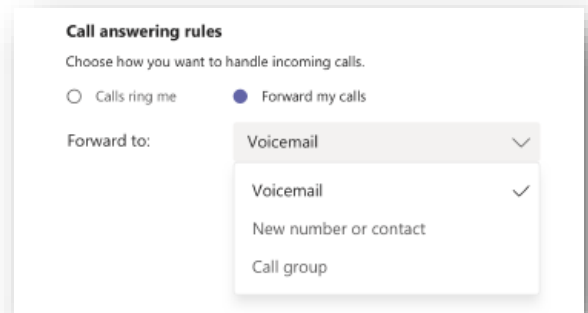 Call answering rules
Choose how you want to handle incoming calls.
Calls ring me Forward my calls
Forward to: Voicemail
Voicemail
New number or contact
Call group